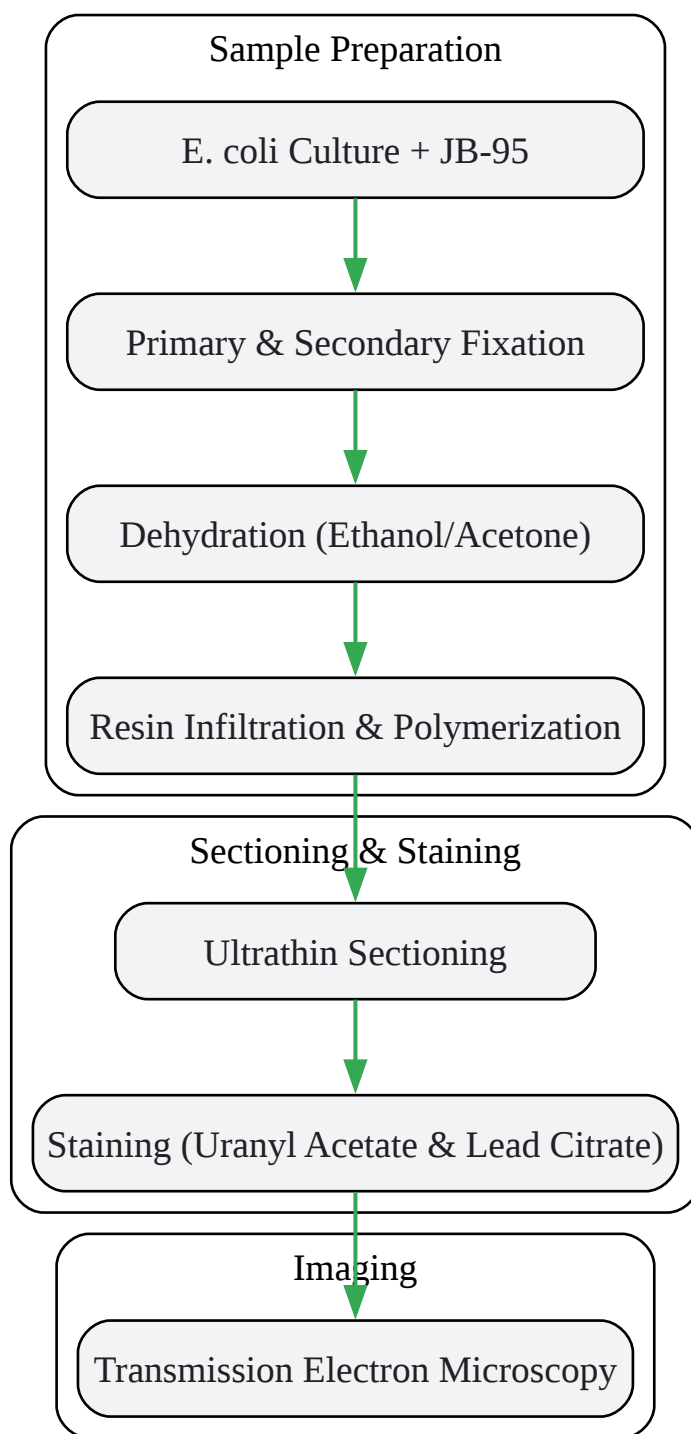 Sample Preparation
E. coli Culture + JB-95
Primary & Secondary Fixation
Dehydration (Ethanol/Acetone)
Resin Infiltration & Polymerization
Sectioning & Staining
Ultrathin Sectioning
Staining (Uranyl Acetate & Lead Citrate)
Imaging
Transmission Electron Microscopy